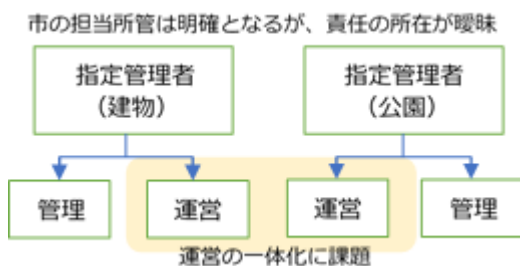 市の担当所管は明確となるが、責任の所在が曖昧
指定管理者
（建物）
指定管理者
（公園）
管理
運営
運営
管理
運営の一体化に課題